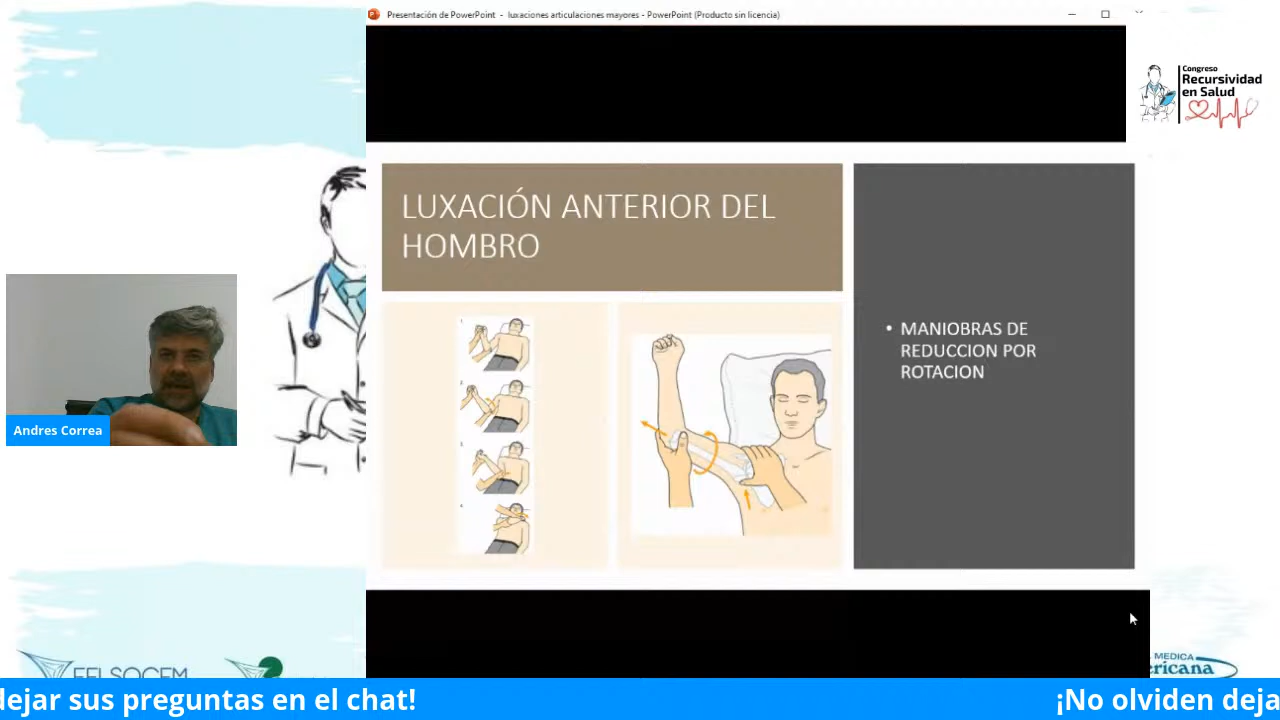 Presentación de PowerPoint - luxaciones articulaciones mayores - PowerPoint (Producto sin licencia)
Congreso
Recursividad
en Salud
LUXACIÓN ANTERIOR DEL
HOMBRO
• MANIOBRAS DE
REDUCCION POR
ROTACION
Andres Correa
MEDICA
ericana
dejar sus preguntas en el chat!
¡No olviden deja